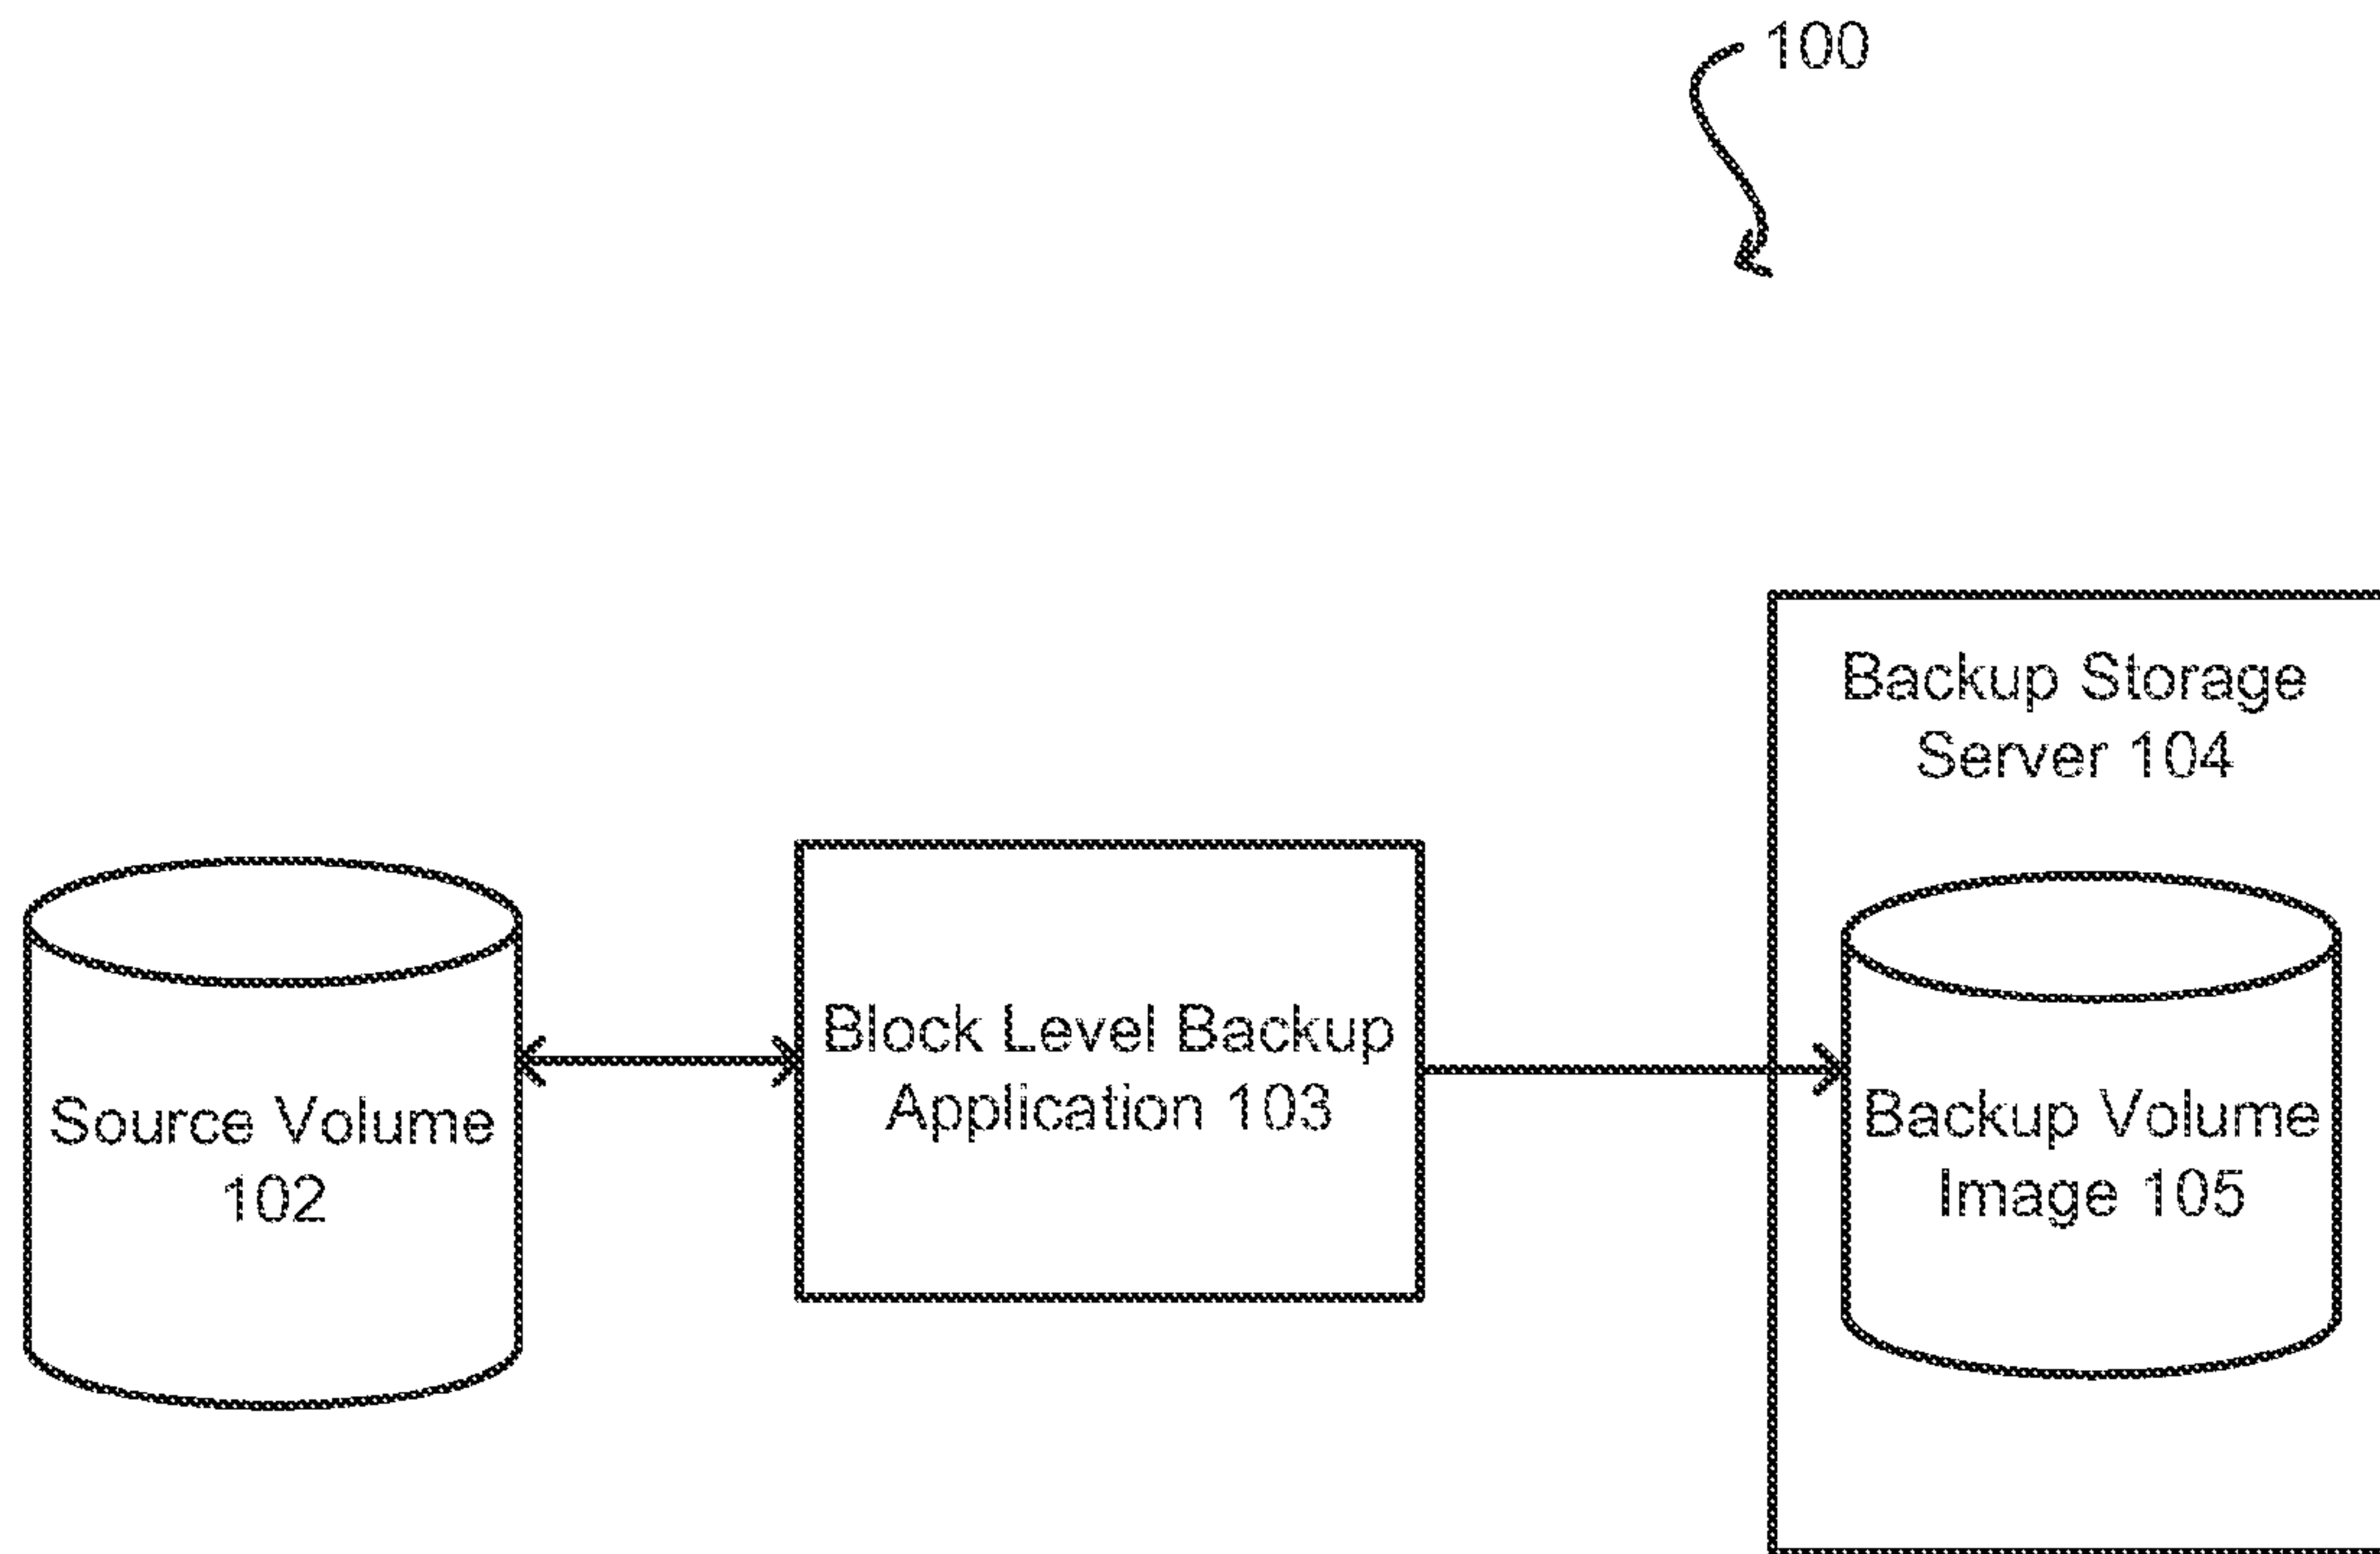 100
Backup Storage
Server 104
Source Volume
102
Block Level Backup
Application 103
Backup Volume
Image 105